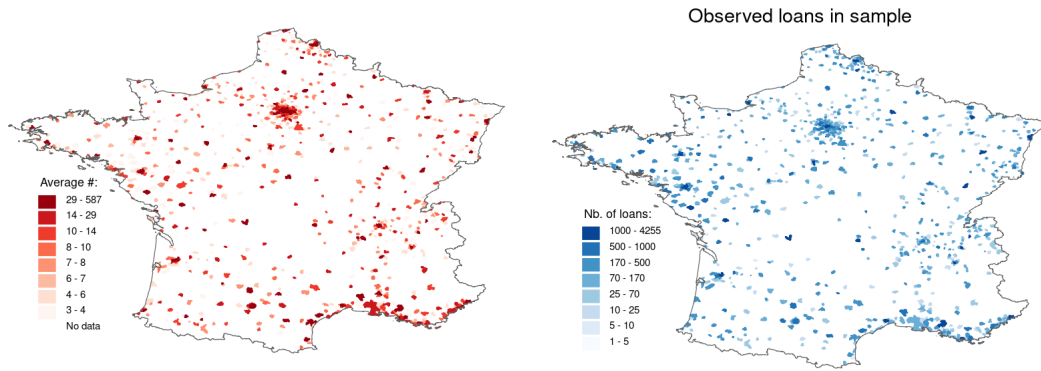 Observed loans in sample
Average #:
29 - 587
14 - 29
10 - 14
8 - 10
7 - 8
6 - 7
4 - 6
3 - 4
No data
Nb. of loans:
1000 - 4255
500 - 1000
170 - 500
70 - 170
25 - 70
10 - 25
5 - 10
1 - 5